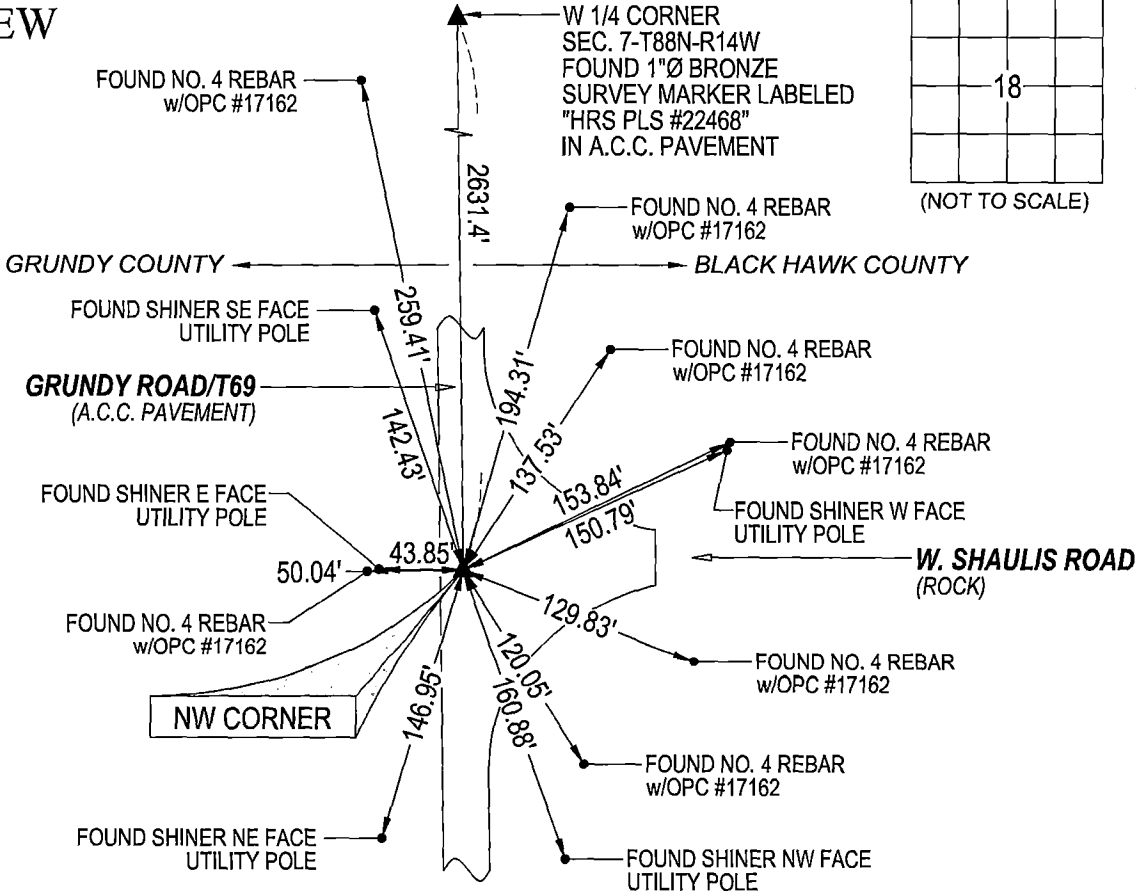 EW
W 1/4 CORNER
SEC. 7-T88N-R14W
FOUND 1"Ø BRONZE
SURVEY MARKER LABELED
"HRS PLS #22468"
IN A.C.C. PAVEMENT
18
(NOT TO SCALE)
FOUND NO. 4 REBAR
w/OPC #17162
2631.4'
FOUND NO. 4 REBAR
w/OPC #17162
GRUNDY COUNTY
BLACK HAWK COUNTY
FOUND SHINER SE FACE
UTILITY POLE
259.41'
194.31'
FOUND NO. 4 REBAR
w/OPC #17162
GRUNDY ROAD/T69
(A.C.C. PAVEMENT)
142.43'
137.53'
FOUND NO. 4 REBAR
w/OPC #17162
153.84'
150.79'
FOUND SHINER W FACE
UTILITY POLE
FOUND SHINER E FACE
UTILITY POLE
43.85'
50.04'
W. SHAULIS ROAD
(ROCK)
FOUND NO. 4 REBAR
w/OPC #17162
129.83'
FOUND NO. 4 REBAR
w/OPC #17162
NW CORNER
146.95'
120.05'
160.88'
FOUND NO. 4 REBAR
w/OPC #17162
FOUND SHINER NE FACE
UTILITY POLE
FOUND SHINER NW FACE
UTILITY POLE